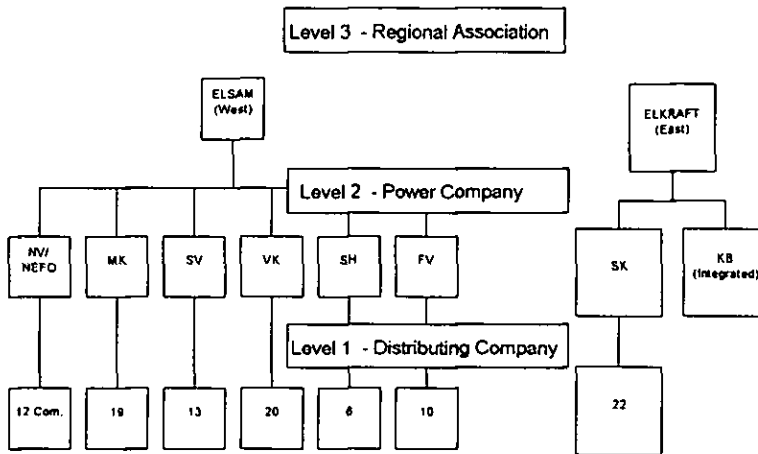 Level 3 - Regional Association
ELSAM
(West)
ELKRAFT
(East)
Level 2 - Power Company
NV/
NEFO
MK
SV
VK
SH
FV
SK
KB
(Integrated)
Level 1 - Distributing Company
12 Com.
19
13
20
6
10
22